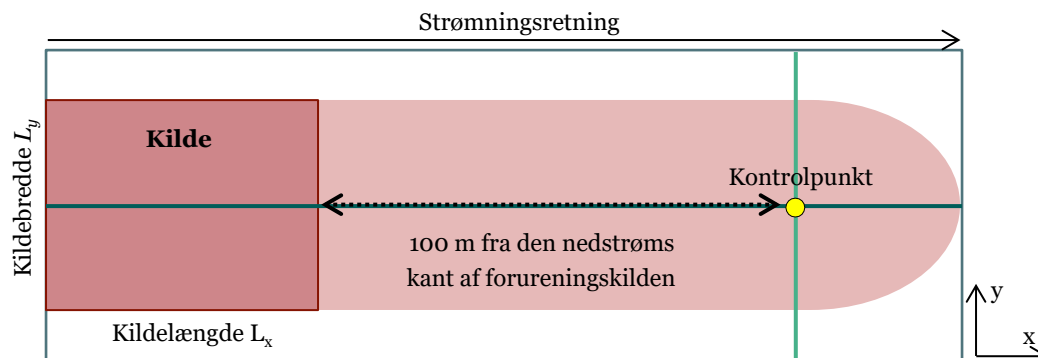 Strømningsretning
Kildebredde L_y
Kilde
Kontrolpunkt
100 m fra den nedstrøms
kant af forureningskilden
Kildelængde L_x
y
x